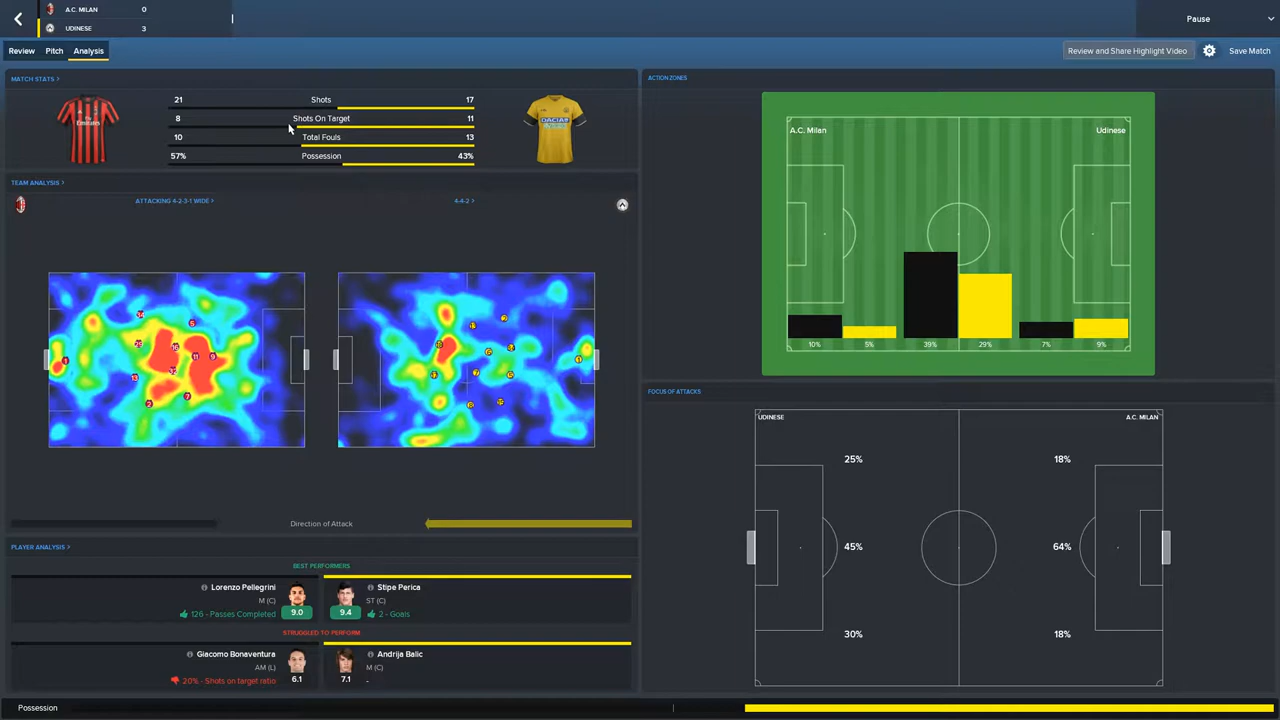 A.C. MILAN 0
UDINESE 3
Pause
Review Pitch Analysis
Review and Share Highlight Video
Save Match
MATCH STATS >
21 Shots 17
8 Shots On Target 11
10 Total Fouls 13
57% Possession 43%
Fly Emirates
DACIA
TEAM ANALYSIS >
ATTACKING 4-2-3-1 WIDE >
4-4-2 >
Direction of Attack
PLAYER ANALYSIS >
BEST PERFORMERS
Lorenzo Pellegrini
M (C)
126 - Passes Completed
9.0
Stipe Perica
ST (C)
9.4
2 - Goals
STRUGGLED TO PERFORM
Giacomo Bonaventura
AM (L)
20% - Shots on target ratio
6.1
Andrija Balic
M (C)
7.1
-
ACTION ZONES
A.C. Milan
Udinese
10% 5% 39% 29% 7% 9%
FOCUS OF ATTACKS
UDINESE
A.C. MILAN
25% 18%
45% 64%
30% 18%
Possession